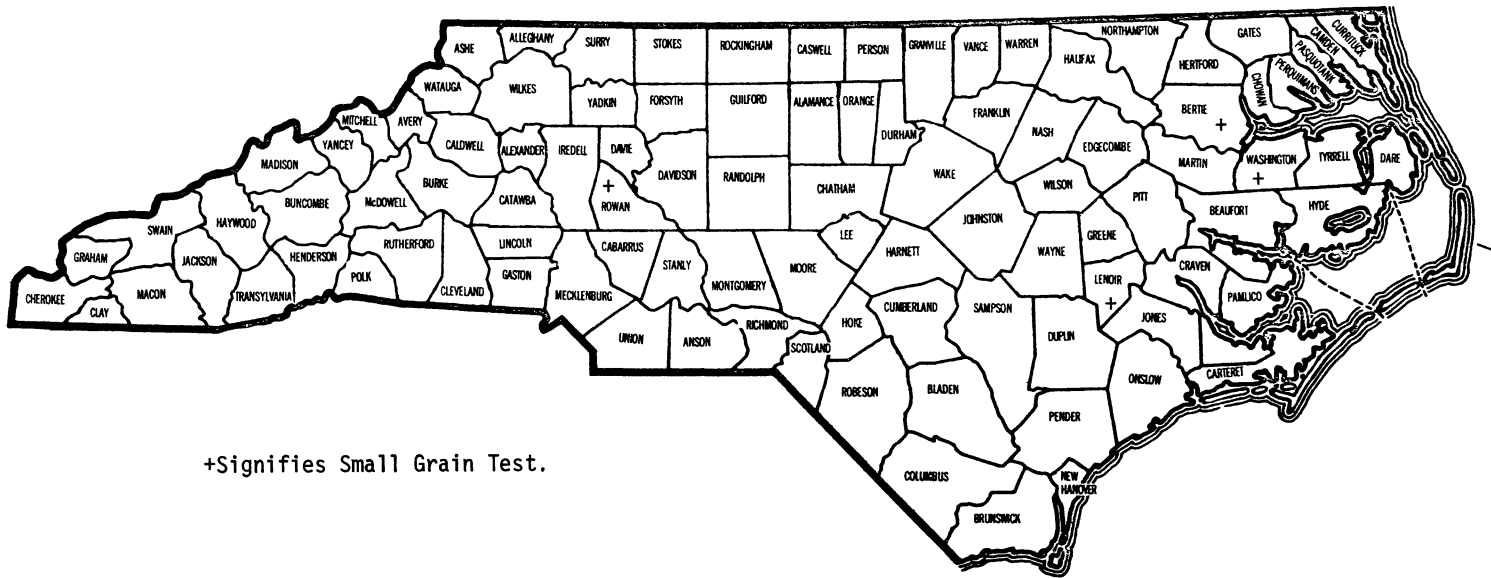 ASHE
ALLEGHANY
SURRY
STOKES
ROCKINGHAM
CASWELL
PERSON
GRANVILLE
VANCE
WARREN
NORTHAMPTON
HALIFAX
HERTFORD
GATES
CURRITUCK
CAMDEN
PASQUOTANK
PERQUIMANS
CHOWAN
WATAUGA
WILKES
YADKIN
FORSYTH
GUILFORD
ALAMANCE
ORANGE
DURHAM
FRANKLIN
NASH
EDGECOMBE
BERTIE
+
MITCHELL
AVERY
YANCEY
CALDWELL
ALEXANDER
IREDELL
DAVIE
MADISON
DAVIDSON
RANDOLPH
CHATHAM
WAKE
WILSON
MARTIN
WASHINGTON
+
TYRRELL
DARE
BUNCOMBE
McDOWELL
BURKE
CATAWBA
+
ROWAN
PITT
BEAUFORT
HYDE
SWAIN
HAYWOOD
JOHNSTON
GRAHAM
JACKSON
HENDERSON
RUTHERFORD
LINCOLN
CABARRUS
STANLY
MOORE
LEE
HARNETT
WAYNE
GREENE
CRAVEN
CHEROKEE
CLAY
MACON
TRANSYLVANIA
POLK
CLEVELAND
GASTON
MECKLENBURG
MONTGOMERY
LENOIR
+
PAMLICO
UNION
ANSON
RICHMOND
SCOTLAND
HOKE
CUMBERLAND
SAMPSON
DUPLIN
JONES
ONSLOW
CARTERET
ROBESON
BLADEN
PENDER
COLUMBUS
NEW
HANOVER
BRUNSWICK
+Signifies Small Grain Test.